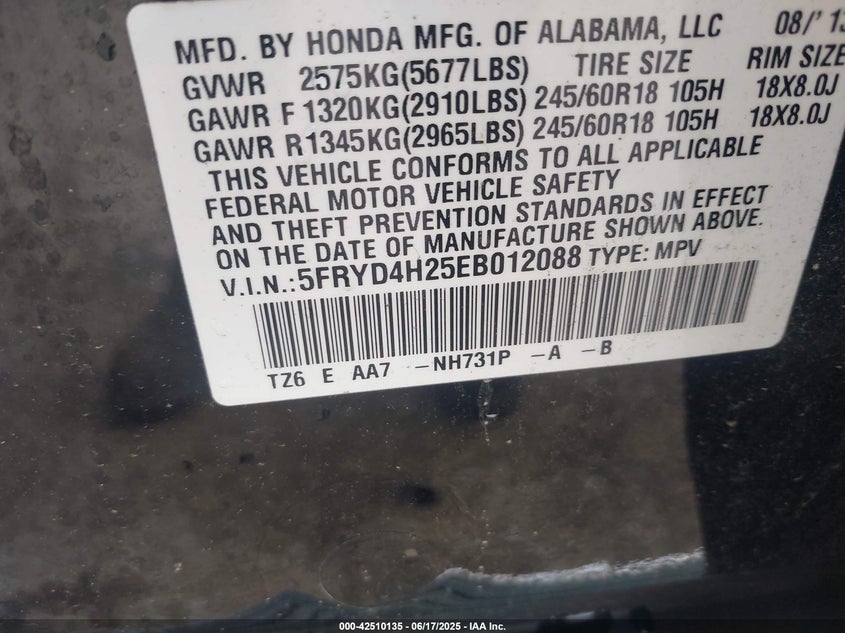 MFD. BY HONDA MFG. OF ALABAMA, LLC 08/'13
GVWR 2575KG(5677LBS) TIRE SIZE RIM SIZE
GAWR F 1320KG(2910LBS) 245/60R18 105H 18X8.0J
GAWR R 1345KG(2965LBS) 245/60R18 105H 18X8.0J
THIS VEHICLE CONFORMS TO ALL APPLICABLE
FEDERAL MOTOR VEHICLE SAFETY
AND THEFT PREVENTION STANDARDS IN EFFECT
ON THE DATE OF MANUFACTURE SHOWN ABOVE.
V.I.N.:5FRYD4H25EB012088 TYPE: MPV
TZ6 E AA7 -NH731P -A -B
000-42510135 - 06/17/2025 - IAA Inc.